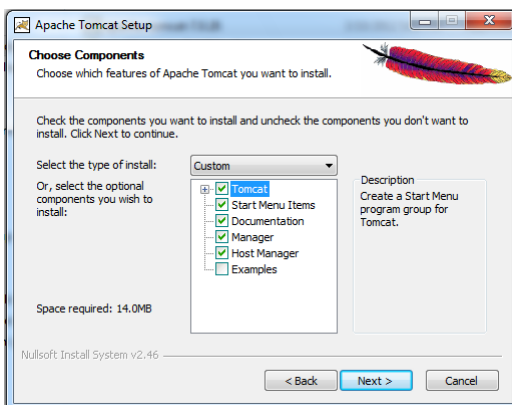 Apache Tomcat Setup
Choose Components
Choose which features of Apache Tomcat you want to install.
Check the components you want to install and uncheck the components you don't want to
install. Click Next to continue.
Select the type of install:
Custom
Or, select the optional
components you wish to
install:
Tomcat
Start Menu Items
Documentation
Manager
Host Manager
Examples
Description
Create a Start Menu
program group for
Tomcat.
Space required: 14.0MB
Nullsoft Install System v2.46
< Back
Next >
Cancel